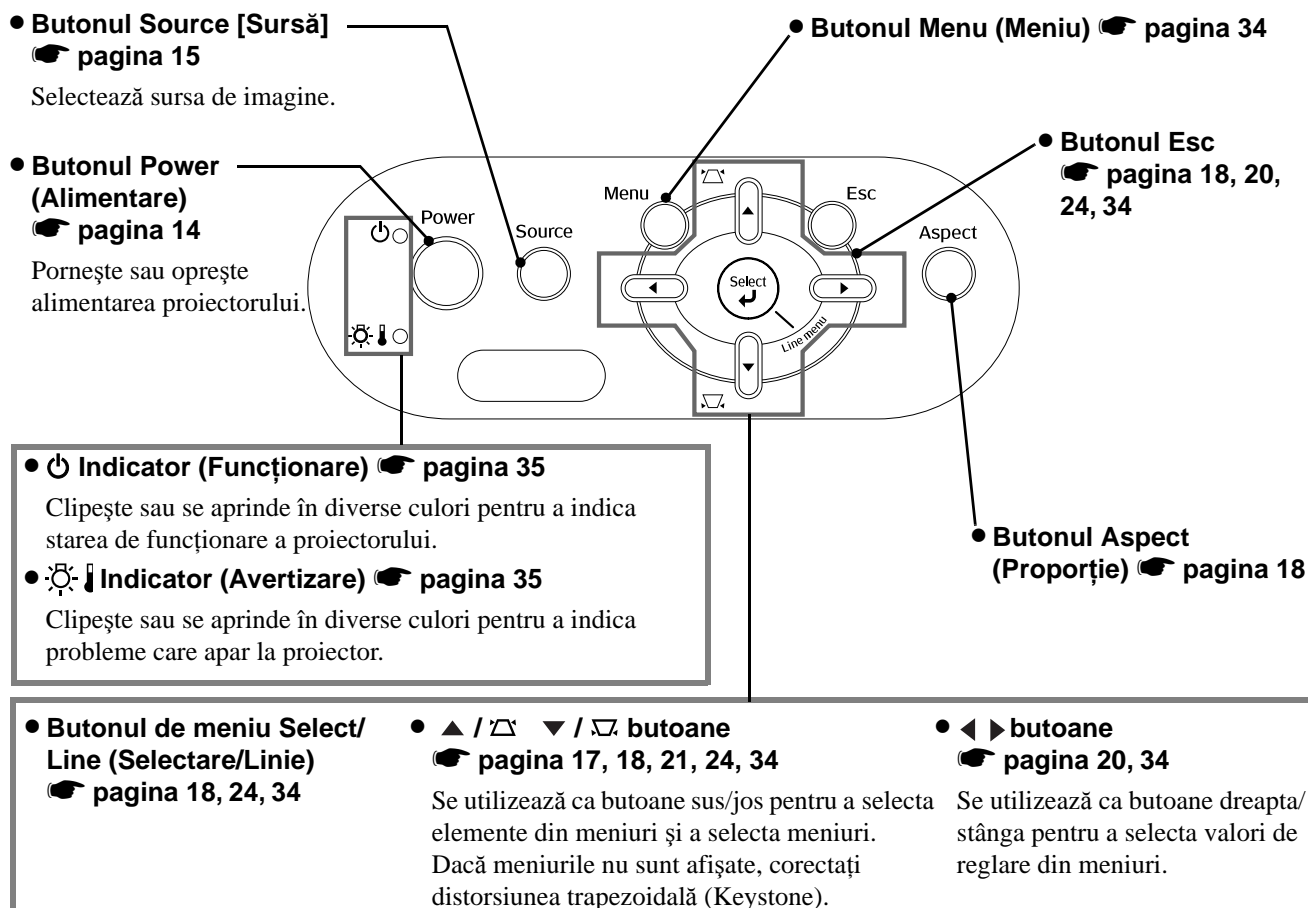 ● Butonul Source [Sursă]
☛ pagina 15
Selectează sursa de imagine.
● Butonul Power
(Alimentare)
☛ pagina 14
Pornește sau oprește
alimentarea proiectorului.
● Butonul Menu (Meniu) ☛ pagina 34
● Butonul Esc
☛ pagina 18, 20,
24, 34
Power
Source
Menu
Esc
Aspect
Select
Line menu
● Butonul Aspect
(Proporţie) ☛ pagina 18
● Indicator (Funcţionare) ☛ pagina 35
Clipeşte sau se aprinde în diverse culori pentru a indica
starea de funcţionare a proiectorului.
● Indicator (Avertizare) ☛ pagina 35
Clipeşte sau se aprinde în diverse culori pentru a indica
probleme care apar la proiector.
● Butonul de meniu Select/
Line (Selectare/Linie)
☛ pagina 18, 24, 34
● ▲ / ▼ / butoane
☛ pagina 17, 18, 21, 24, 34
Se utilizează ca butoane sus/jos pentru a selecta
elemente din meniuri şi a selecta meniuri.
Dacă meniurile nu sunt afişate, corectaţi
distorsiunea trapezoidală (Keystone).
● ◀ ▶ butoane
☛ pagina 20, 34
Se utilizează ca butoane dreapta/
stânga pentru a selecta valori de
reglare din meniuri.